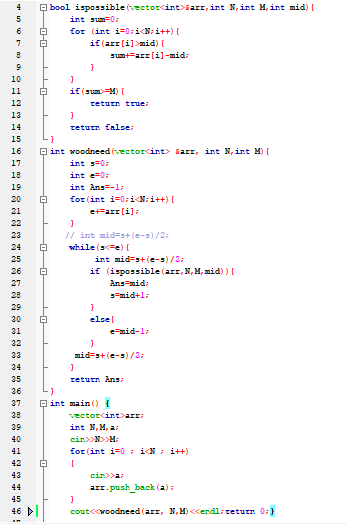 4 bool ispossible(vector<int>&arr,int N,int M,int mid){
5 int sum=0;
6 for (int i=0;i<N;i++){
7 if(arr[i]>mid){
8 sum+=arr[i]-mid;
9 }
10 }
11 if(sum>=M){
12 return true;
13 }
14 return false;
15 }
16 int woodneed(vector<int> &arr, int N,int M){
17 int s=0;
18 int e=0;
19 int Ans=-1;
20 for(int i=0;i<N;i++){
21 e+=arr[i];
22 }
23 // int mid=s+(e-s)/2;
24 while(s<=e){
25 int mid=s+(e-s)/2;
26 if (ispossible(arr,N,M,mid)){
27 Ans=mid;
28 s=mid+1;
29 }
30 else{
31 e=mid-1;
32 }
33 mid=s+(e-s)/2;
34 }
35 return Ans;
36 }
37 int main() {
38 vector<int>arr;
39 int N,M,a;
40 cin>>N>>M;
41 for(int i=0 ; i<N ; i++)
42 {
43 cin>>a;
44 arr.push_back(a);
45 }
46 cout<<woodneed(arr, N,M)<<endl;return 0;}